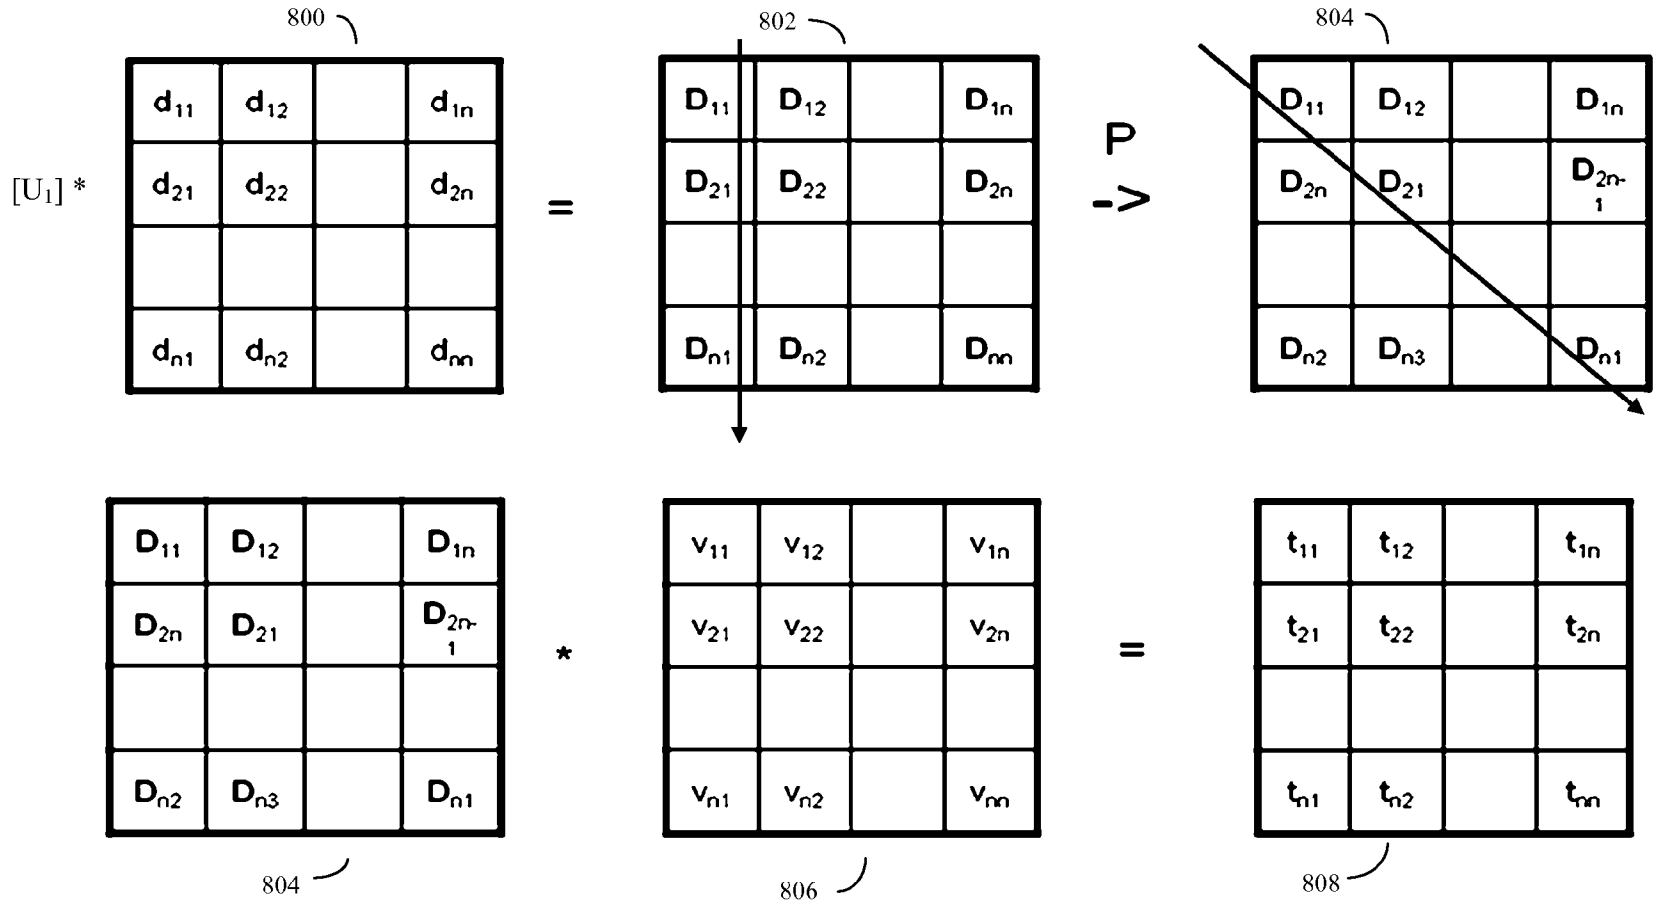 800 802 804
d11 d12 d1n D11 D12 D1n P D11 D12 D1n
[U1] * d21 d22 d2n = D21 D22 D2n -> D2n D21 D2n-1
dn1 dn2 dnn Dn1 Dn2 Dnn Dn2 Dn3 Dn1
D11 D12 D1n v11 v12 v1n t11 t12 t1n
D2n D21 D2n-1 * v21 v22 v2n = t21 t22 t2n
Dn2 Dn3 Dn1 vn1 vn2 vnn tn1 tn2 tnn
804 806 808